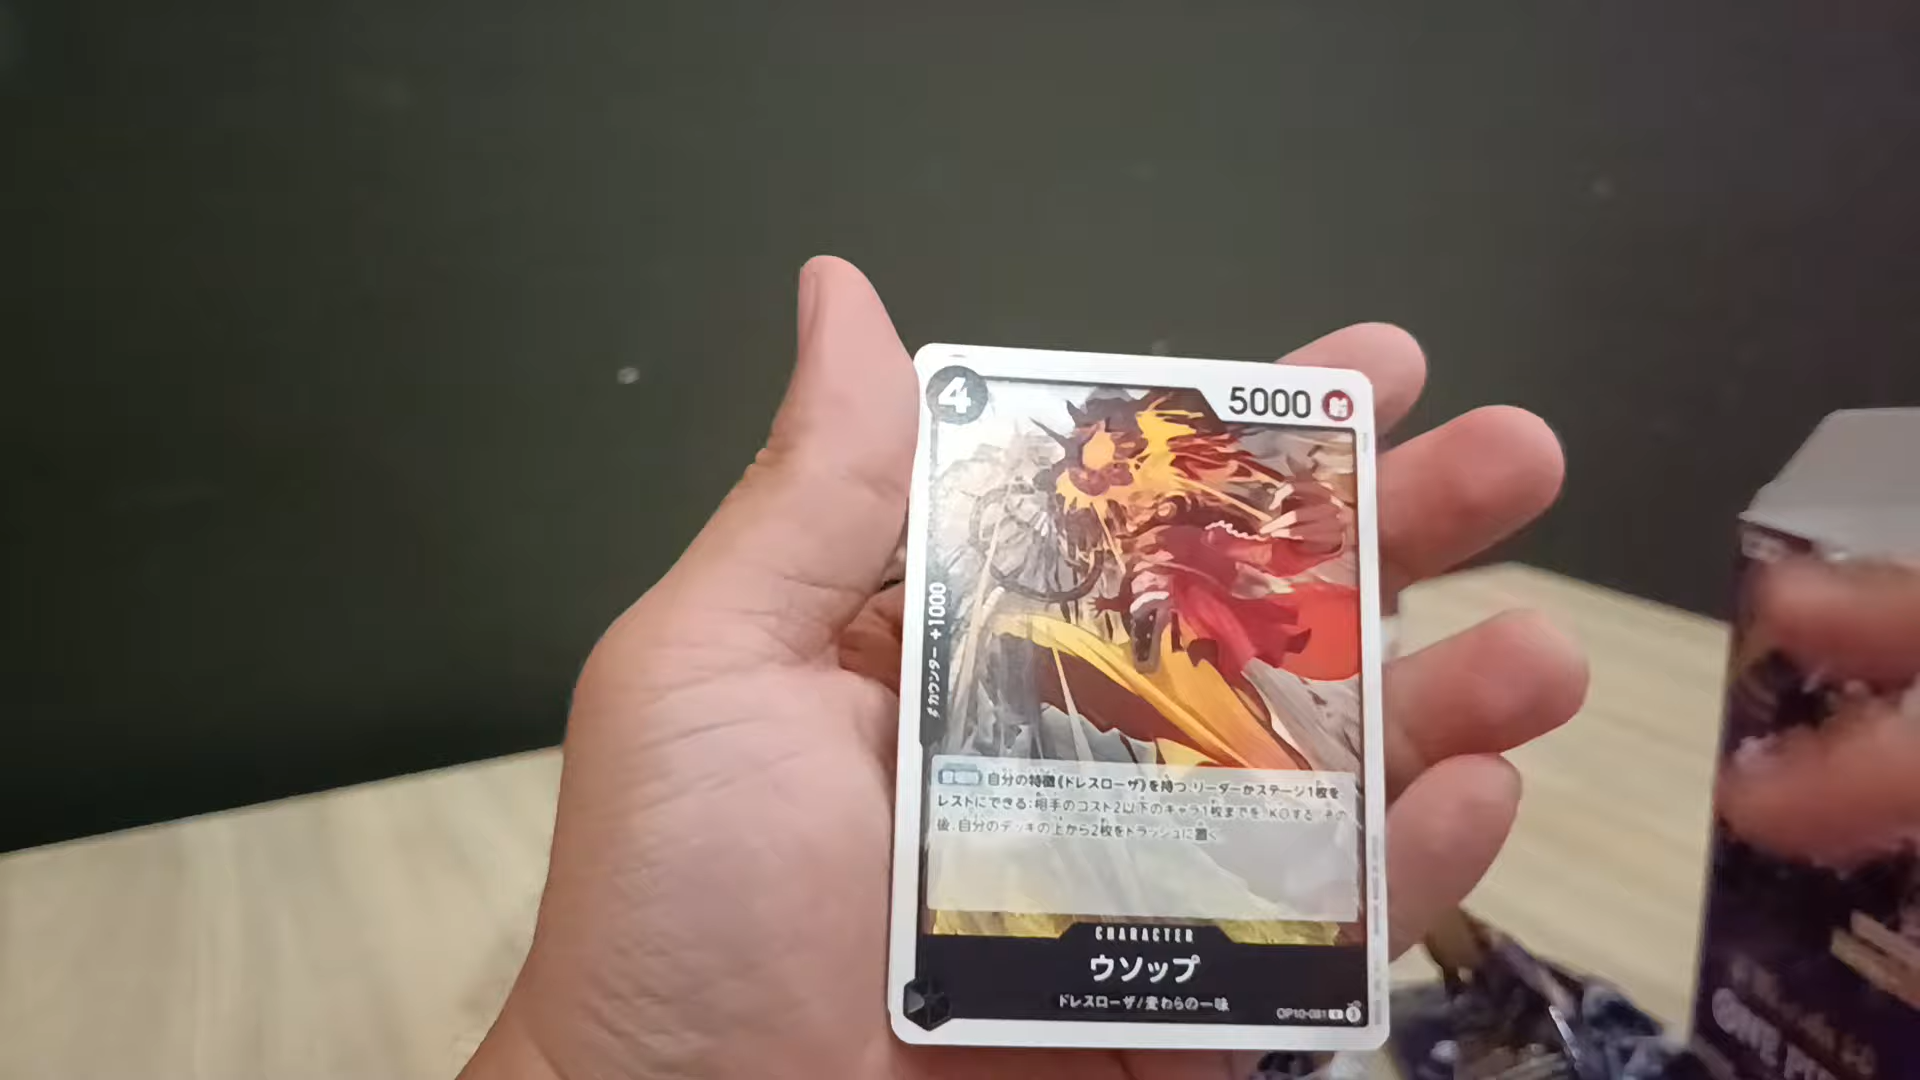 4
5000
カウンター +1000
自分の特徴《ドレスローザ》を持つ、リーダーかステージ1枚を
レストにできる：相手のコスト2以下のキャラ1枚までを、KOする。その
後、自分のデッキの上から2枚をトラッシュに置く。
CHARACTER
ウソップ
ドレスローザ/麦わらの一味
OP10-081